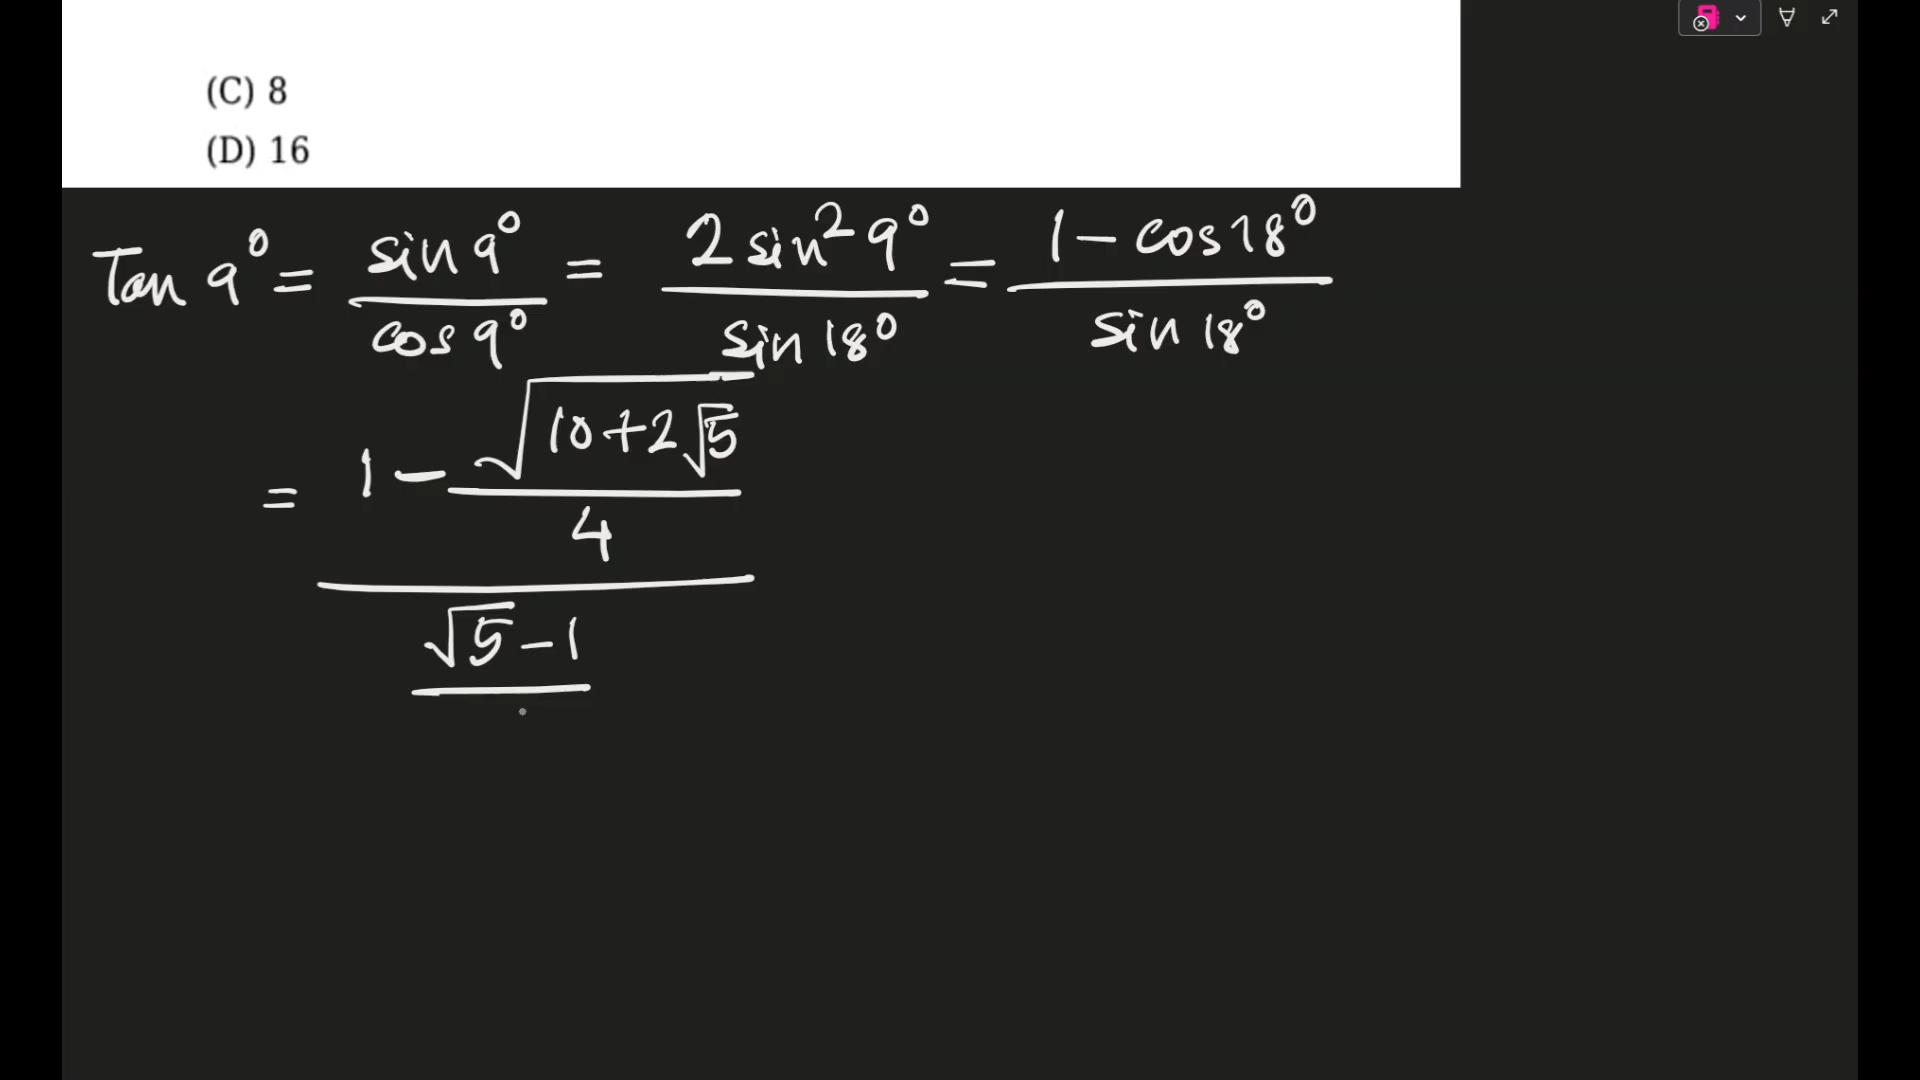 (C) 8
(D) 16
Tan 9° = sin 9° / cos 9° = 2 sin² 9° / sin 18° = 1 - cos 18° / sin 18°
= 1 - √(10+2√5) / 4
√5 - 1